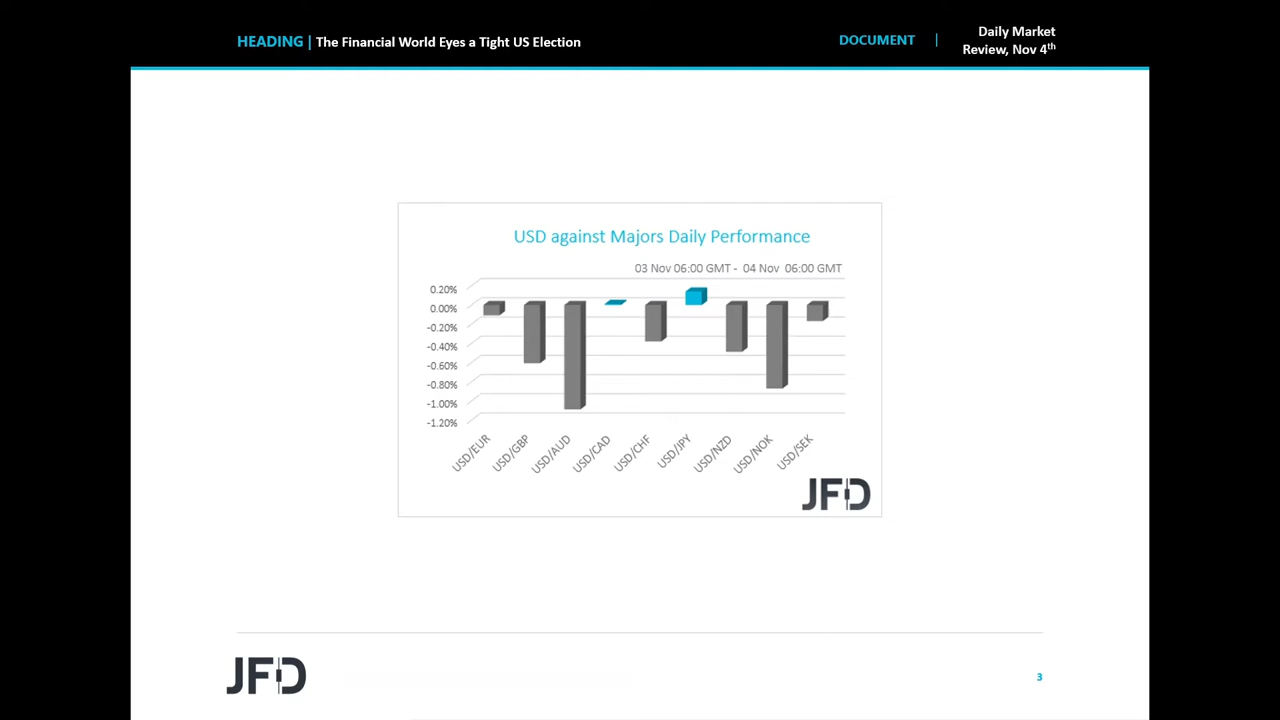 HEADING | The Financial World Eyes a Tight US Election
DOCUMENT |
Daily Market
Review, Nov 4th
USD against Majors Daily Performance
03 Nov 06:00 GMT - 04 Nov 06:00 GMT
0.20%
0.00%
-0.20%
-0.40%
-0.60%
-0.80%
-1.00%
-1.20%
USD/EUR
USD/GBP
USD/AUD
USD/CAD
USD/CHF
USD/JPY
USD/NZD
USD/NOK
USD/SEK
JFD
JFD
3